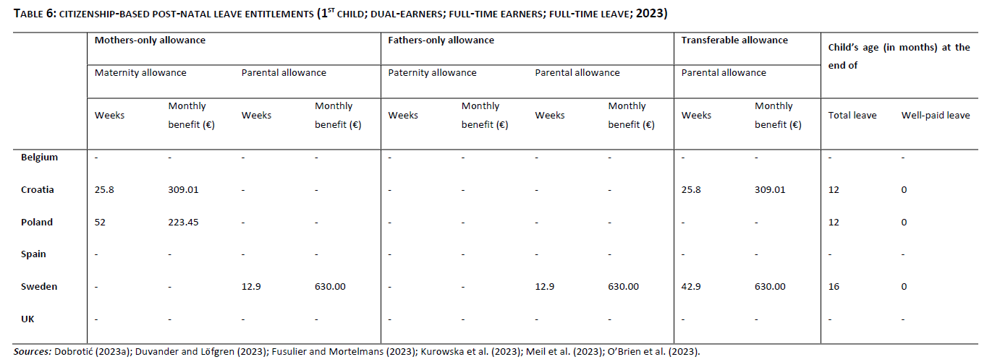 TABLE 6: CITIZENSHIP-BASED POST-NATAL LEAVE ENTITLEMENTS (1ST CHILD; DUAL-EARNERS; FULL-TIME EARNERS; FULL-TIME LEAVE; 2023)
Mothers-only allowance Fathers-only allowance Transferable allowance Child's age (in months) at the end of
Maternity allowance Parental allowance Paternity allowance Parental allowance Parental allowance
Weeks Monthly benefit (€) Weeks Monthly benefit (€) Weeks Monthly benefit (€) Weeks Monthly benefit (€) Weeks Monthly benefit (€) Total leave Well-paid leave
Belgium - - - - - - - - - - - -
Croatia 25.8 309.01 - - - - - - 25.8 309.01 12 0
Poland 52 223.45 - - - - - - - - 12 0
Spain - - - - - - - - - - - -
Sweden - - 12.9 630.00 - - 12.9 630.00 42.9 630.00 16 0
UK - - - - - - - - - - - -
Sources: Dobrotić (2023a); Duvander and Löfgren (2023); Fusulier and Mortelmans (2023); Kurowska et al. (2023); Meil et al. (2023); O'Brien et al. (2023).